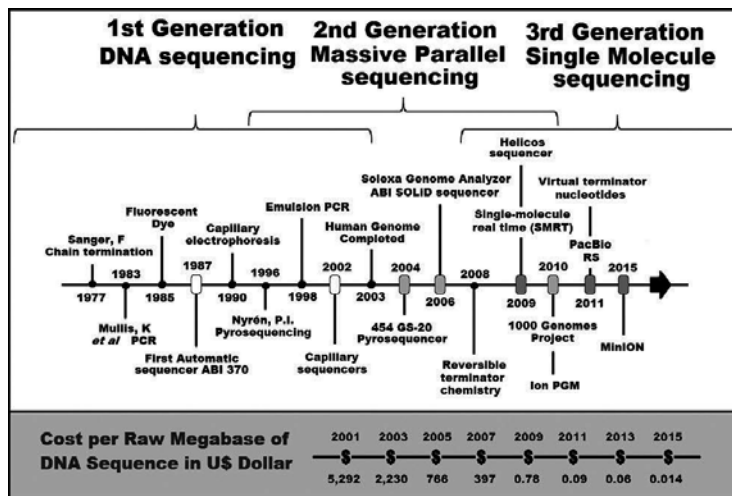 1st Generation
DNA sequencing
2nd Generation
Massive Parallel
sequencing
3rd Generation
Single Molecule
sequencing
Sanger, F
Chain termination
1977
1983
Mullis, K
et al PCR
Fluorescent
Dye
1985
1987
First Automatic
sequencer ABI 370
Capillary
electrophoresis
1990
1996
Nyrén, P.I.
Pyrosequencing
Emulsion PCR
1998
2002
Capillary
sequencers
Human Genome
Completed
2003
2004
454 GS-20
Pyrosequencer
Solexa Genome Analyzer
ABI SOLID sequencer
2006
2008
Reversible
terminator
chemistry
Helicos
sequencer
Single-molecule
real time (SMRT)
2009
2010
1000 Genomes
Project
Ion PGM
Virtual terminator
nucleotides
PacBio
RS
2011
2015
MinION
Cost per Raw Megabase of
DNA Sequence in U$ Dollar
2001 2003 2005 2007 2009 2011 2013 2015
$ $ $ $ $ $ $ $
5,292 2,230 766 397 0.78 0.09 0.06 0.014